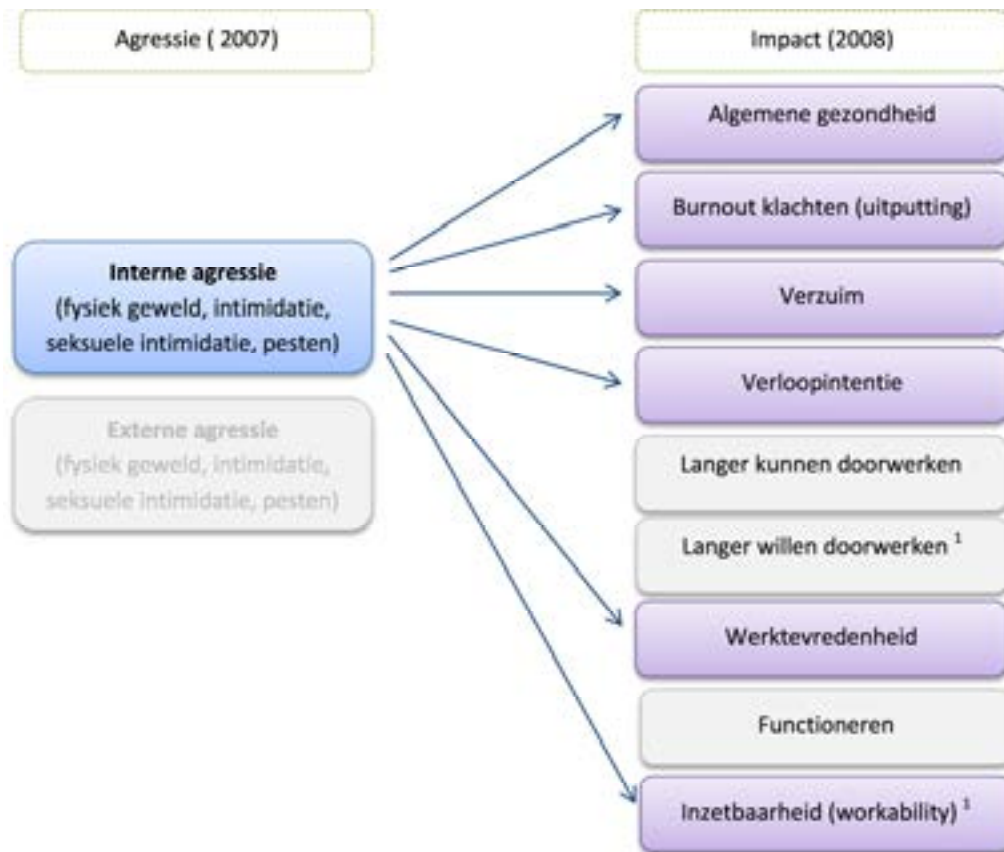 Agressie ( 2007)
Interne agressie
(fysiek geweld, intimidatie,
seksuele intimidatie, pesten)
Externe agressie
(fysiek geweld, intimidatie,
seksuele intimidatie, pesten)
Impact (2008)
Algemene gezondheid
Burnout klachten (uitputting)
Verzuim
Verloopintentie
Langer kunnen doorwerken
Langer willen doorwerken ¹
Werktevredenheid
Functioneren
Inzetbaarheid (workability) ¹